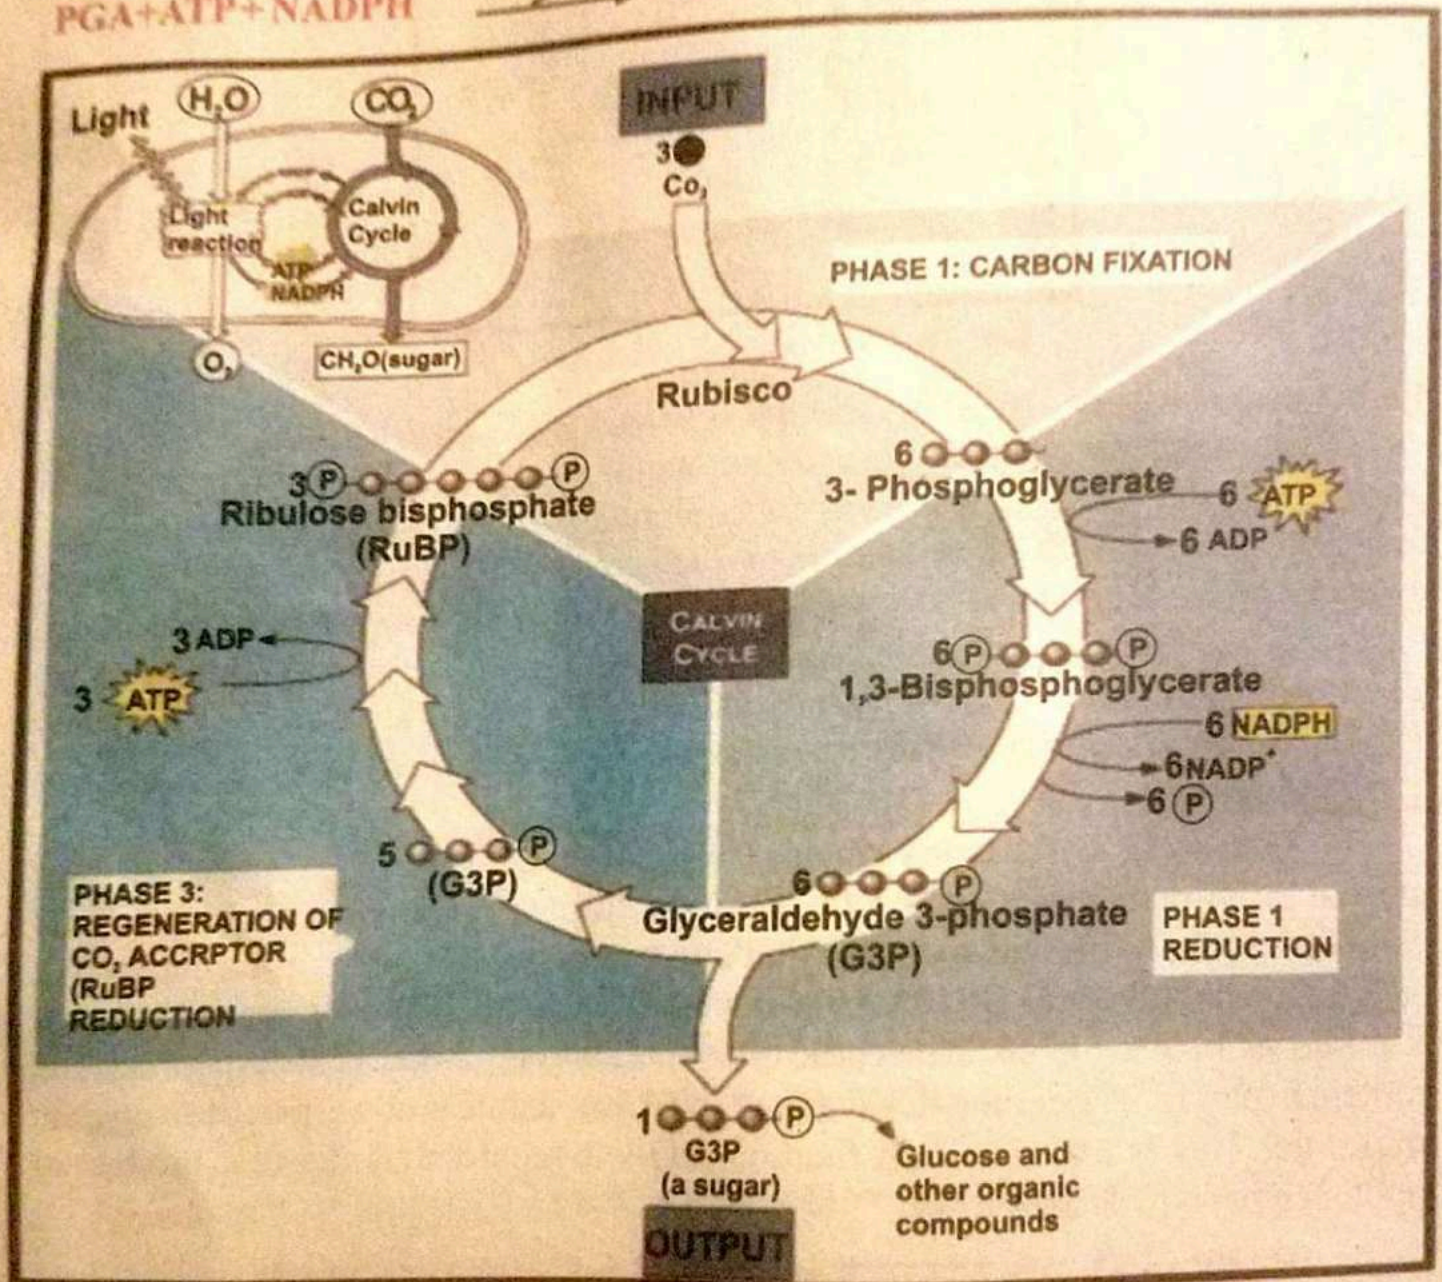 PGA+ATP+NADPH
Light
H₂O
CO₂
Light
reaction
Calvin
Cycle
ATP
NADPH
O₂
CH₂O(sugar)
INPUT
3
Co₂
PHASE 1: CARBON FIXATION
Rubisco
3 P P
Ribulose bisphosphate
(RuBP)
6
3- Phosphoglycerate
6 ATP
6 ADP
CALVIN
CYCLE
3 ADP
3 ATP
6 P P
1,3-Bisphosphoglycerate
6 NADPH
6NADP⁺
6 P
5 P
(G3P)
6 P
Glyceraldehyde 3-phosphate
(G3P)
PHASE 3:
REGENERATION OF
CO₂ ACCRPTOR
(RuBP
REDUCTION
PHASE 1
REDUCTION
1 P
G3P
(a sugar)
Glucose and
other organic
compounds
OUTPUT